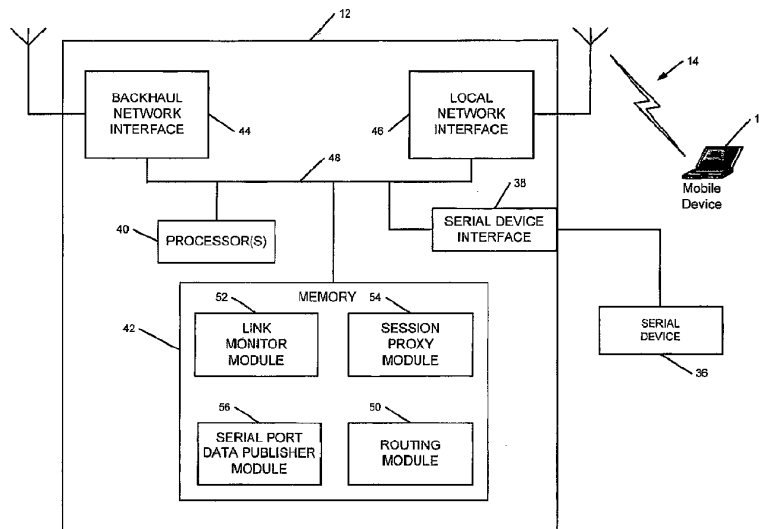 12
14
BACKHAUL
NETWORK
INTERFACE
44
LOCAL
NETWORK
INTERFACE
46
1
Mobile
Device
48
38
40
PROCESSOR(S)
SERIAL DEVICE
INTERFACE
MEMORY
52
54
42
LINK
MONITOR
MODULE
SESSION
PROXY
MODULE
SERIAL
DEVICE
36
56
50
SERIAL PORT
DATA PUBLISHER
MODULE
ROUTING
MODULE